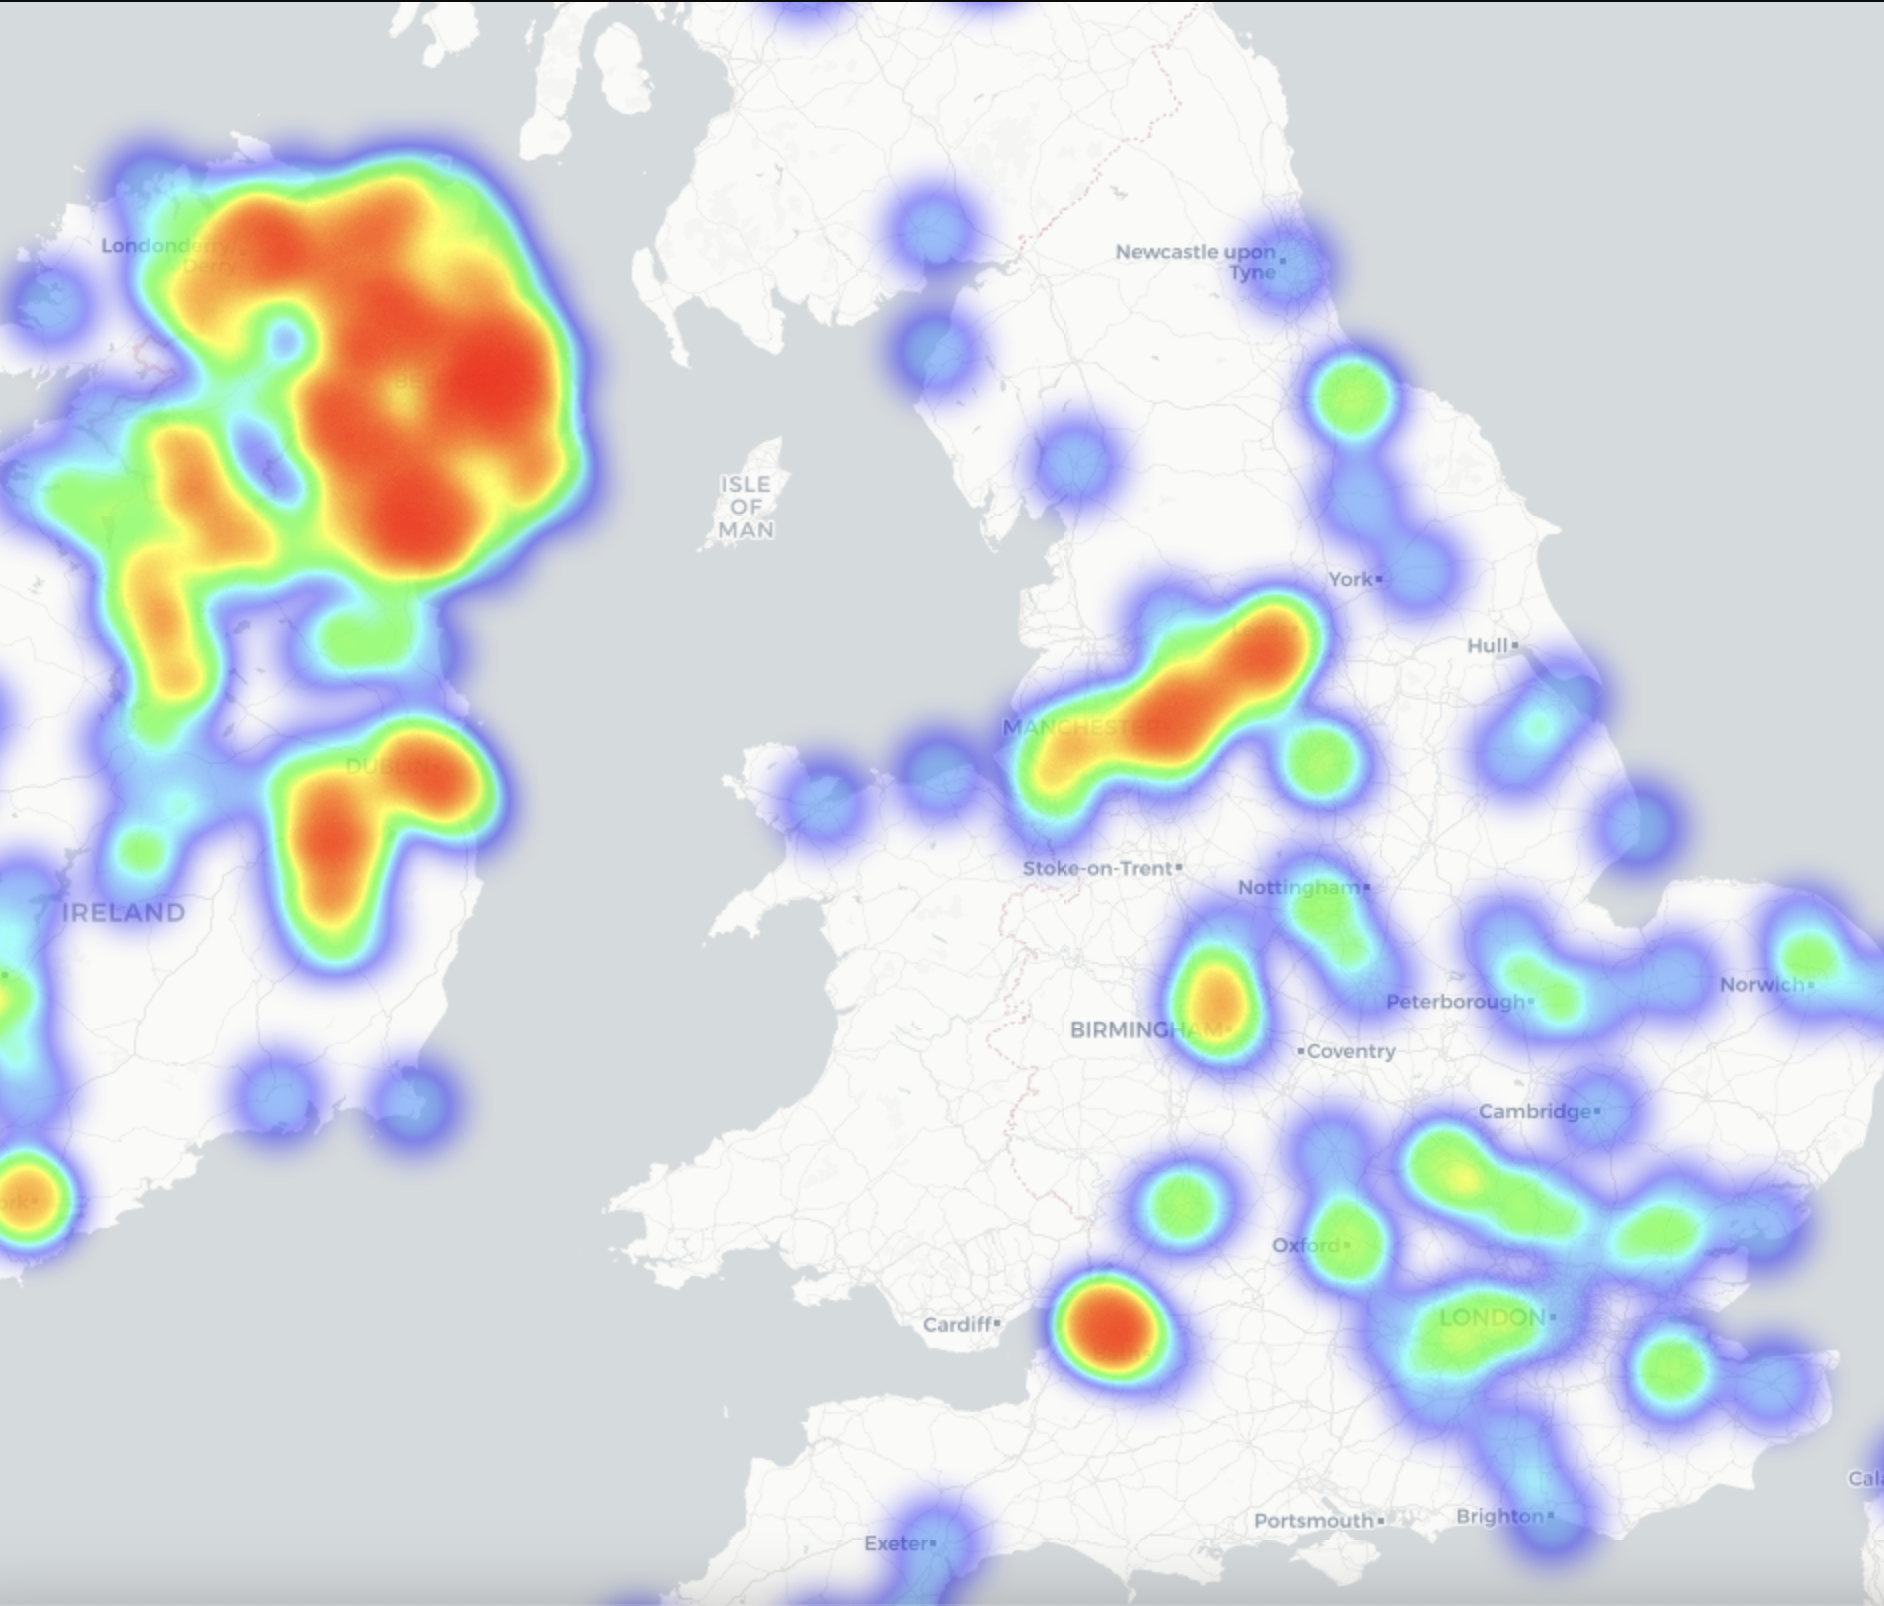 Londonderry/
Derry
Newcastle upon
Tyne
ISLE
OF
MAN
York
Hull
MANCHESTER
DUBLIN
Stoke-on-Trent
Nottingham
IRELAND
Norwich
Peterborough
BIRMINGHAM
Coventry
Cambridge
Oxford
LONDON
Cardiff
Portsmouth
Brighton
Exeter